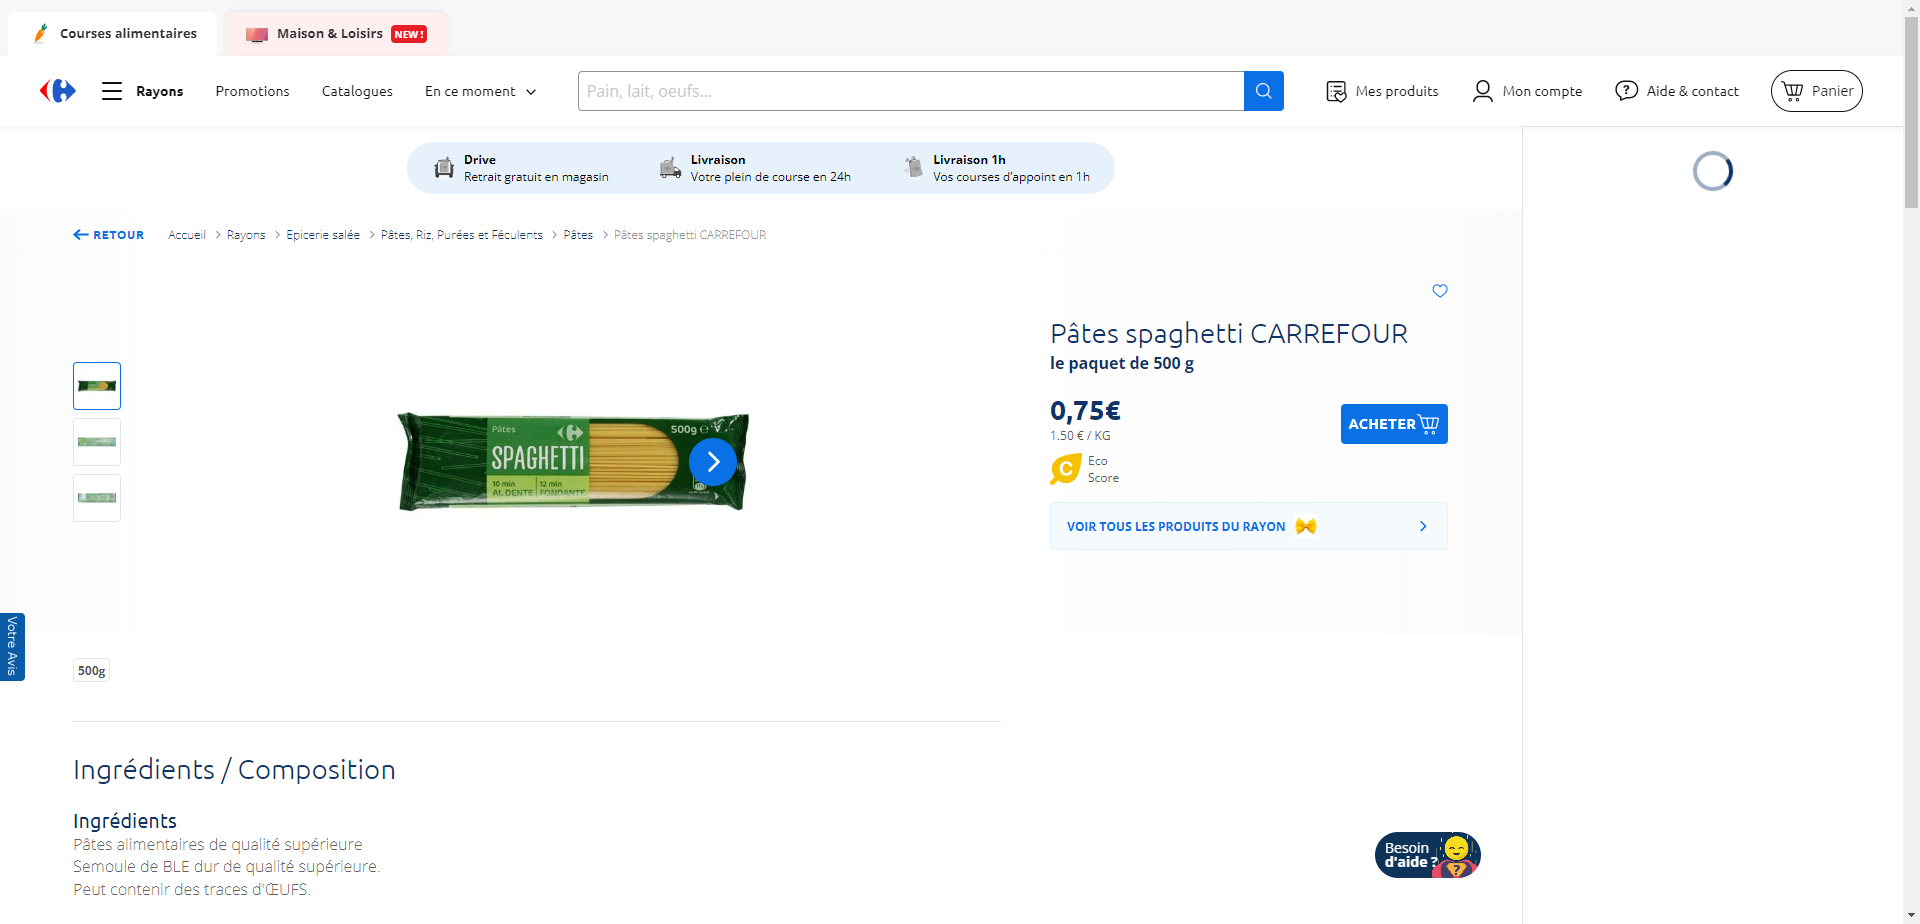 Courses alimentaires
Maison & Loisirs NEW !
Rayons
Promotions
Catalogues
En ce moment
Pain, lait, oeufs...
Mes produits
Mon compte
Aide & contact
Panier
Drive
Retrait gratuit en magasin
Livraison
Votre plein de course en 24h
Livraison 1h
Vos courses d’appoint en 1h
RETOUR
Accueil > Rayons > Epicerie salée > Pâtes, Riz, Purées et Féculents > Pâtes > Pâtes spaghetti CARREFOUR
Pâtes
SPAGHETTI
10 min
AL DENTE
12 min
FONDANTE
500g e
Pâtes spaghetti CARREFOUR
le paquet de 500 g
0,75€
1.50 € / KG
ACHETER
C
Eco
Score
VOIR TOUS LES PRODUITS DU RAYON
Votre Avis
500g
Ingrédients / Composition
Ingrédients
Pâtes alimentaires de qualité supérieure
Semoule de BLE dur de qualité supérieure.
Peut contenir des traces d'ŒUFS.
Besoin
d'aide ?